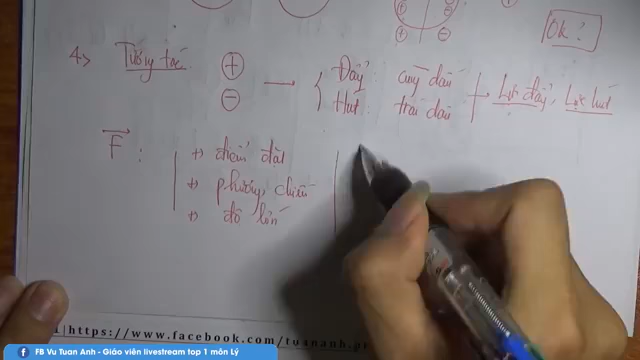 Ok?
4> Tương tác
+
−
Đẩy: cùng dấu
Hút: trái dấu
→ Lực đẩy, Lực hút
F:
+ điểm đặt
+ phương, chiều
+ độ lớn
https://www.facebook.com/tuananh.
FB Vu Tuan Anh - Giáo viên livestream top 1 môn Lý